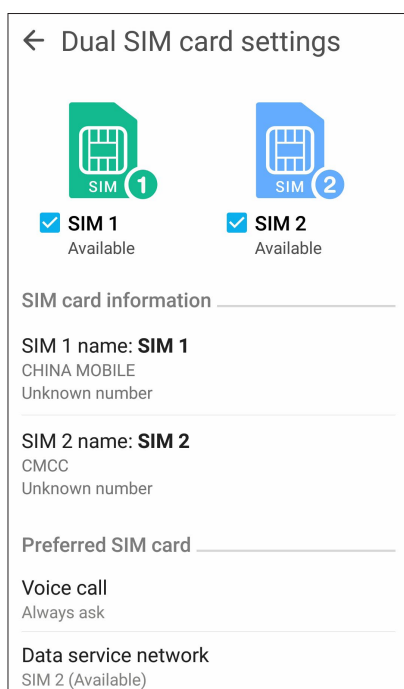 Dual SIM card settings
SIM 1
SIM 2
SIM 1
SIM 2
Available
Available
SIM card information
SIM 1 name: SIM 1
CHINA MOBILE
Unknown number
SIM 2 name: SIM 2
CMCC
Unknown number
Preferred SIM card
Voice call
Always ask
Data service network
SIM 2 (Available)